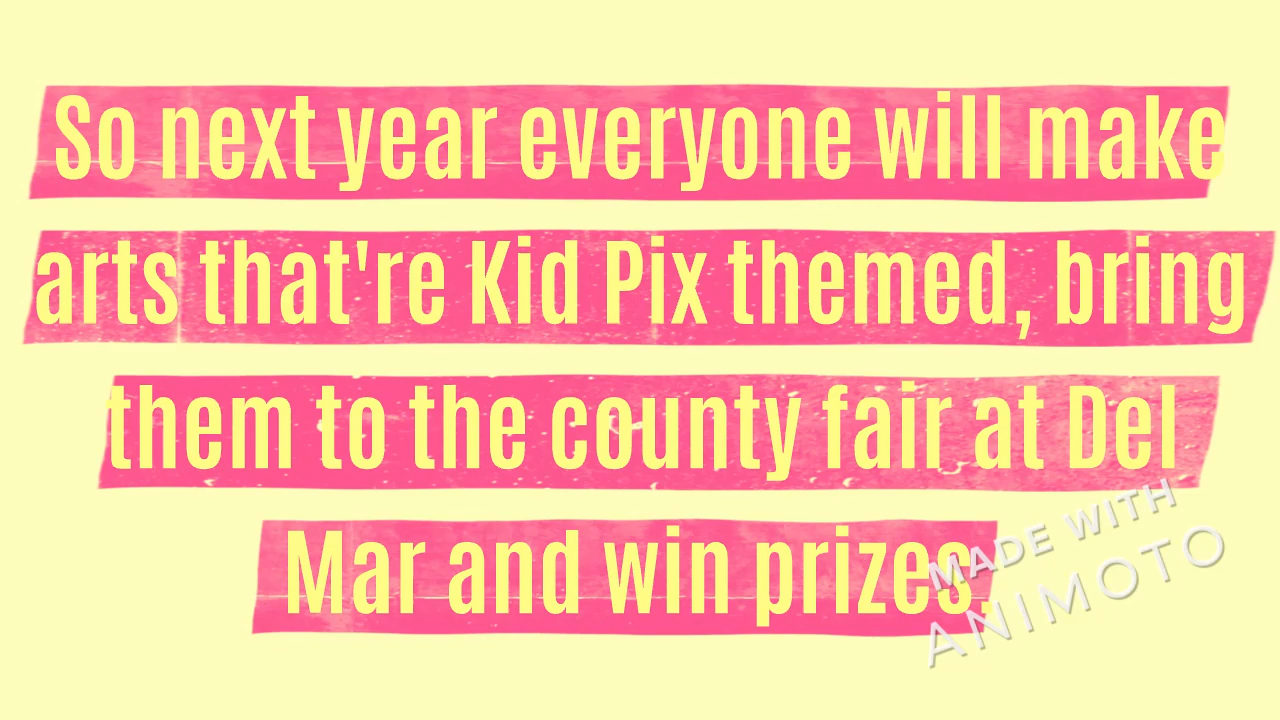 So next year everyone will make
arts that're Kid Pix themed, bring
them to the county fair at Del
Mar and win prizes.
MADE WITH
ANIMOTO